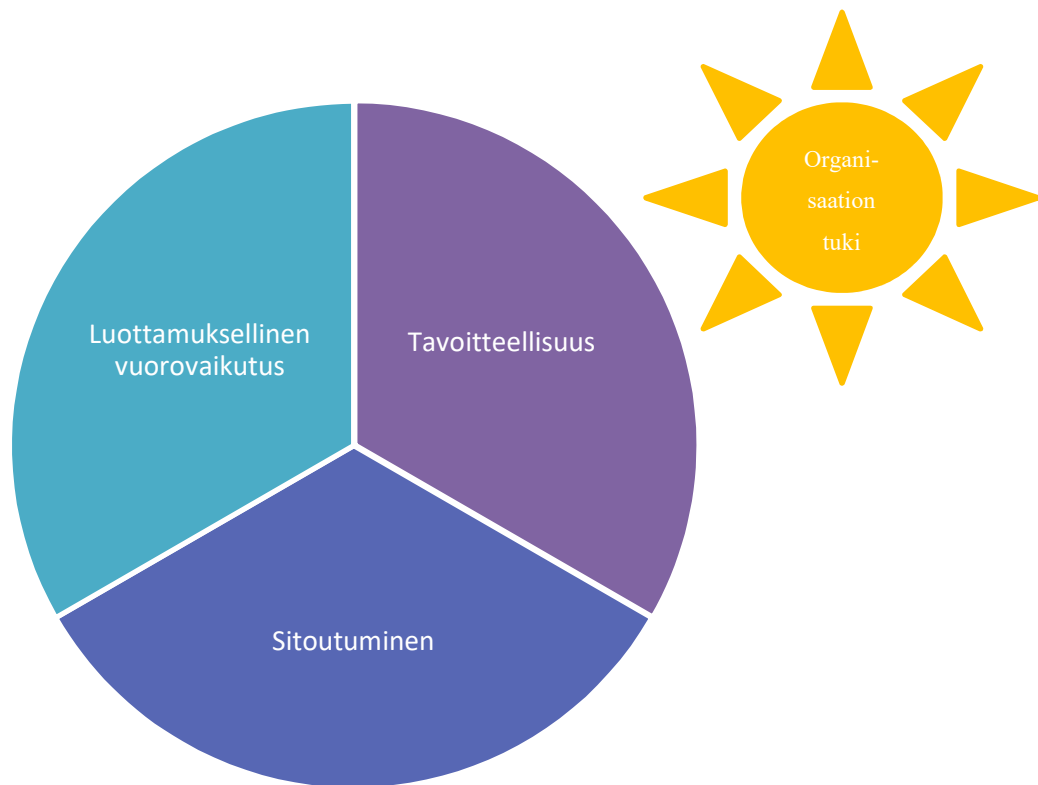 Organi-
saation
tuki
Luottamuksellinen
vuorovaikutus
Tavoitteellisuus
Sitoutuminen